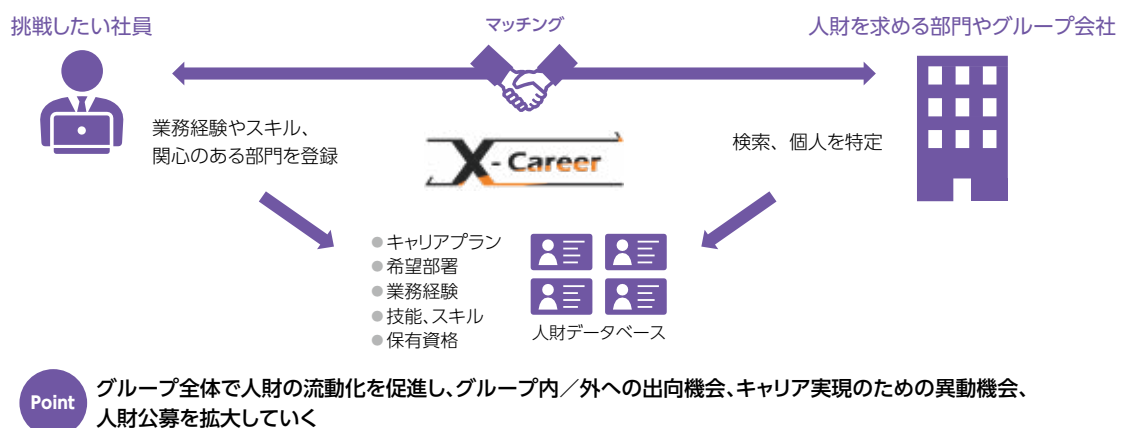 挑戦したい社員
マッチング
人財を求める部門やグループ会社
業務経験やスキル、
関心のある部門を登録
X-Career
検索、個人を特定
●キャリアプラン
●希望部署
●業務経験
●技能、スキル
●保有資格
人財データベース
Point
グループ全体で人財の流動化を促進し、グループ内／外への出向機会、キャリア実現のための異動機会、
人財公募を拡大していく